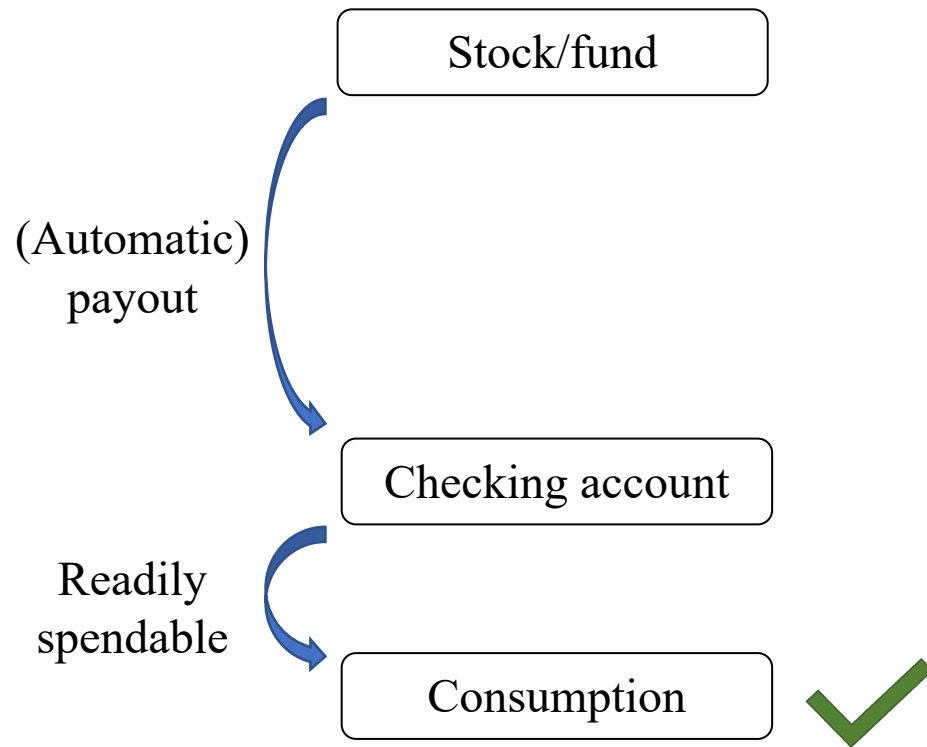 Stock/fund
(Automatic)
payout
Checking account
Readily
spendable
Consumption